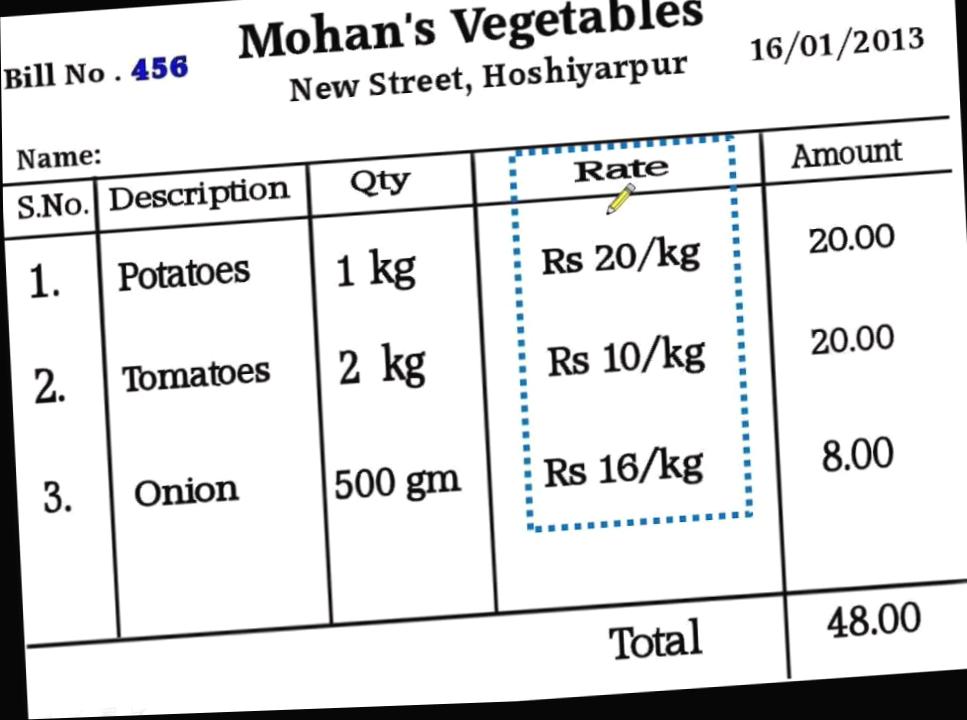 Mohan's Vegetables
Bill No . 456 New Street, Hoshiyarpur 16/01/2013
Name:
S.No. Description Qty Rate Amount
1. Potatoes 1 kg Rs 20/kg 20.00
2. Tomatoes 2 kg Rs 10/kg 20.00
3. Onion 500 gm Rs 16/kg 8.00
Total 48.00